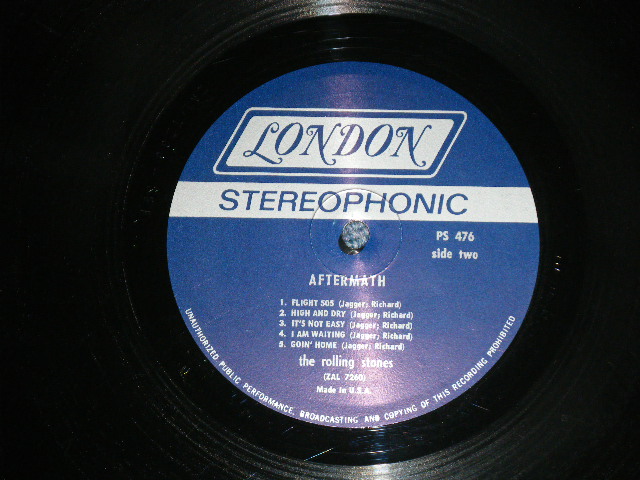 LONDON
STEREOPHONIC
PS 476
side two
AFTERMATH
1. FLIGHT 505 (Jagger; Richard)
2. HIGH AND DRY (Jagger; Richard)
3. IT'S NOT EASY (Jagger; Richard)
4. I AM WAITING (Jagger; Richard)
5. GOIN' HOME (Jagger; Richard)
the rolling stones
(ZAL 7260)
Made in U.S.A.
UNAUTHORIZED PUBLIC PERFORMANCE, BROADCASTING AND COPYING OF THIS RECORDING PROHIBITED